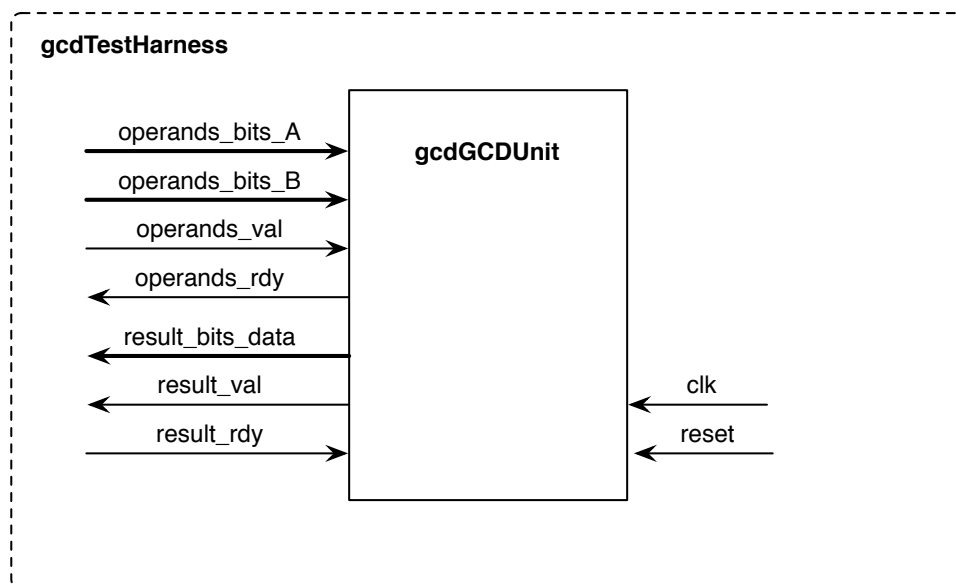 gcdTestHarness
operands_bits_A
gcdGCDUnit
operands_bits_B
operands_val
operands_rdy
result_bits_data
result_val
clk
result_rdy
reset